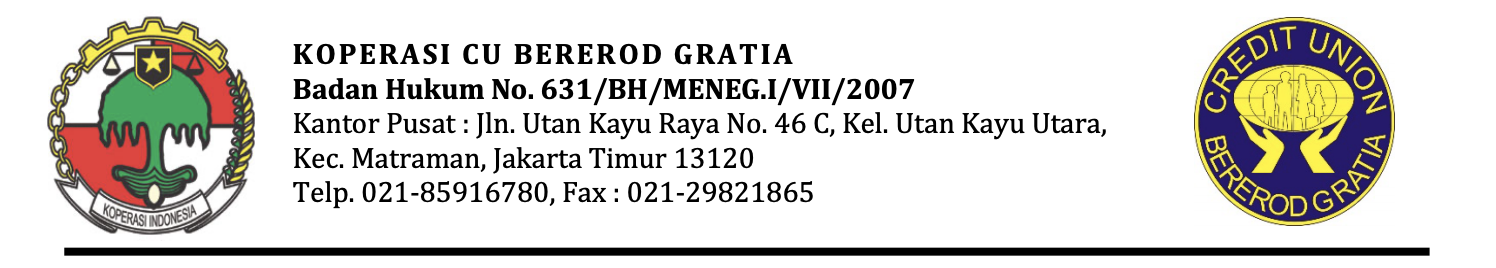 KOPERASI CU BEREROD GRATIA
Badan Hukum No. 631/BH/MENEG.I/VII/2007
Kantor Pusat : Jln. Utan Kayu Raya No. 46 C, Kel. Utan Kayu Utara,
Kec. Matraman, Jakarta Timur 13120
Telp. 021-85916780, Fax : 021-29821865
KOPERASI INDONESIA
CREDIT UNION
BEREROD GRATIA